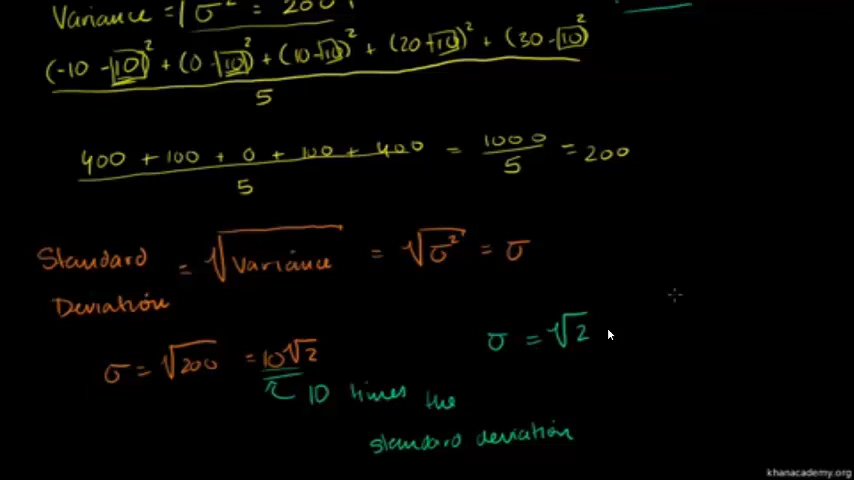 Variance = σ² = 200
(-10 - 10)² + (0 - 10)² + (10 - 10)² + (20 - 10)² + (30 - 10)²
5
400 + 100 + 0 + 100 + 400 = 1000 = 200
5 5
Standard = √Variance = √σ² = σ
Deviation
σ = √200 = 10√2 σ = √2
10 times the
standard deviation
khanacademy.org